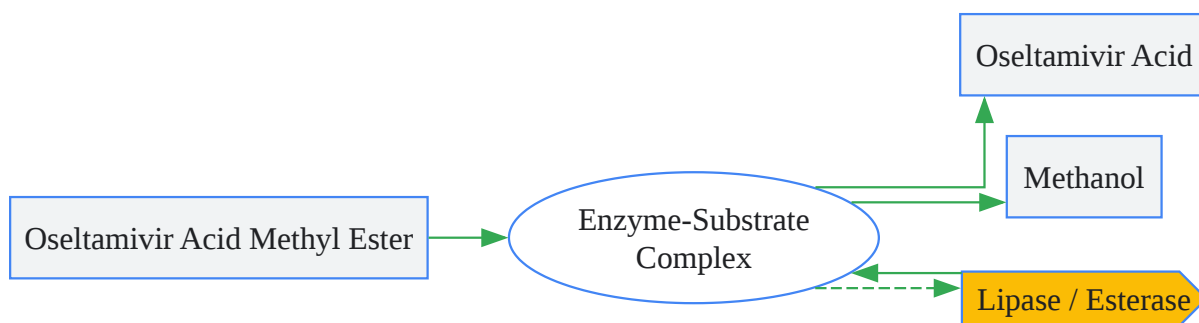 Oseltamivir Acid
Methanol
Oseltamivir Acid Methyl Ester
Enzyme-Substrate
Complex
Lipase / Esterase